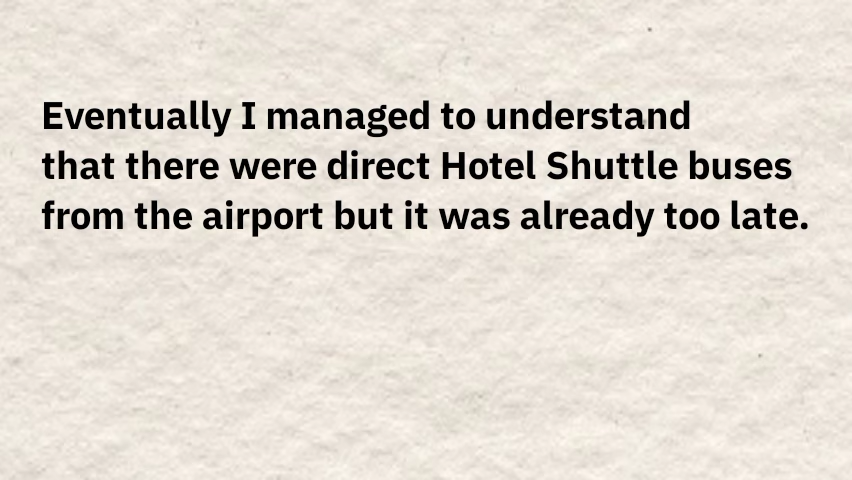 Eventually I managed to understand
that there were direct Hotel Shuttle buses
from the airport but it was already too late.